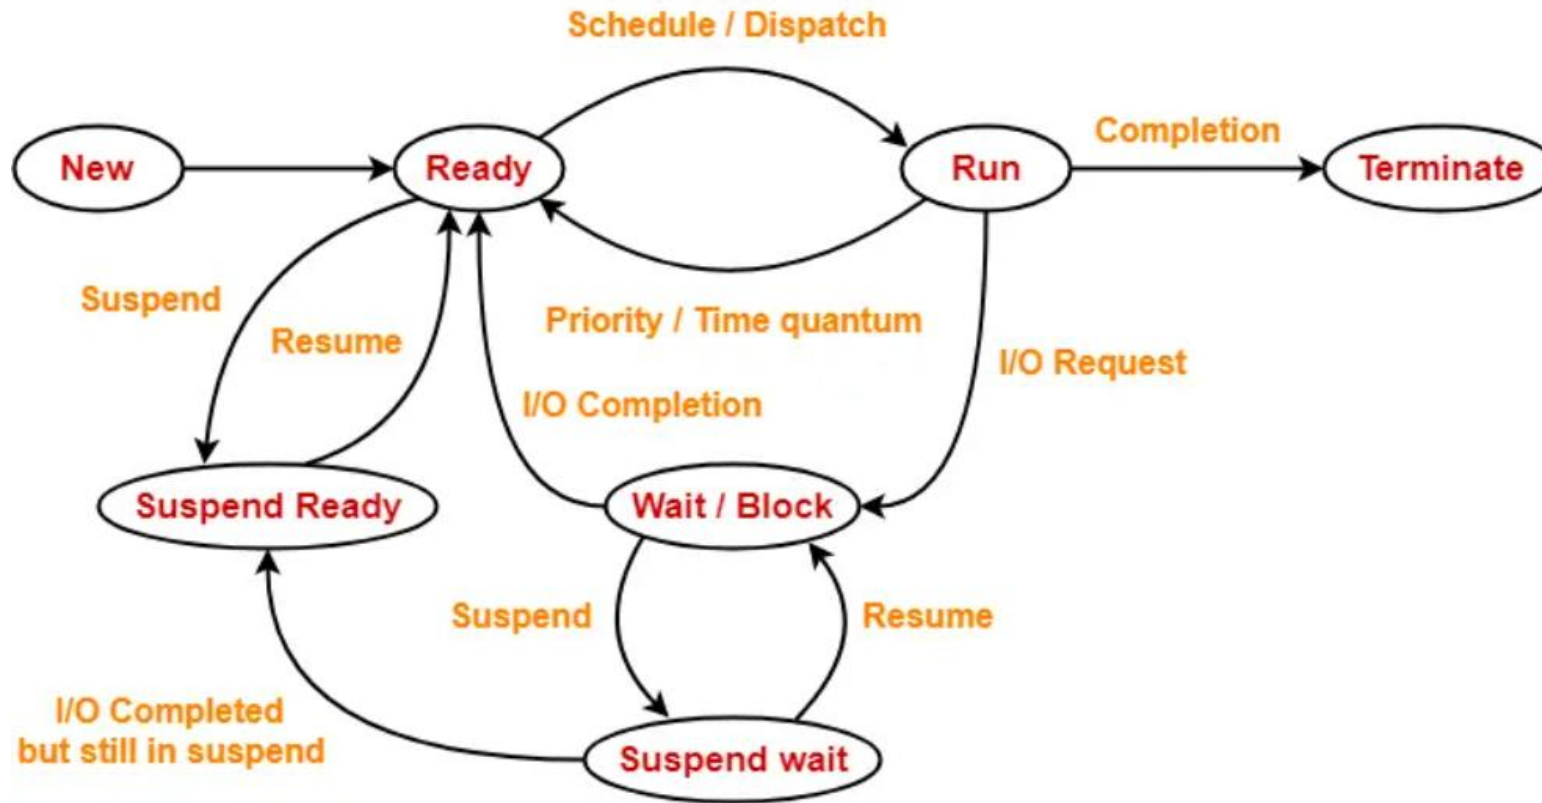 Schedule / Dispatch
New
Ready
Run
Completion
Terminate
Suspend
Resume
Priority / Time quantum
I/O Request
I/O Completion
Suspend Ready
Wait / Block
Suspend
Resume
I/O Completed
but still in suspend
Suspend wait